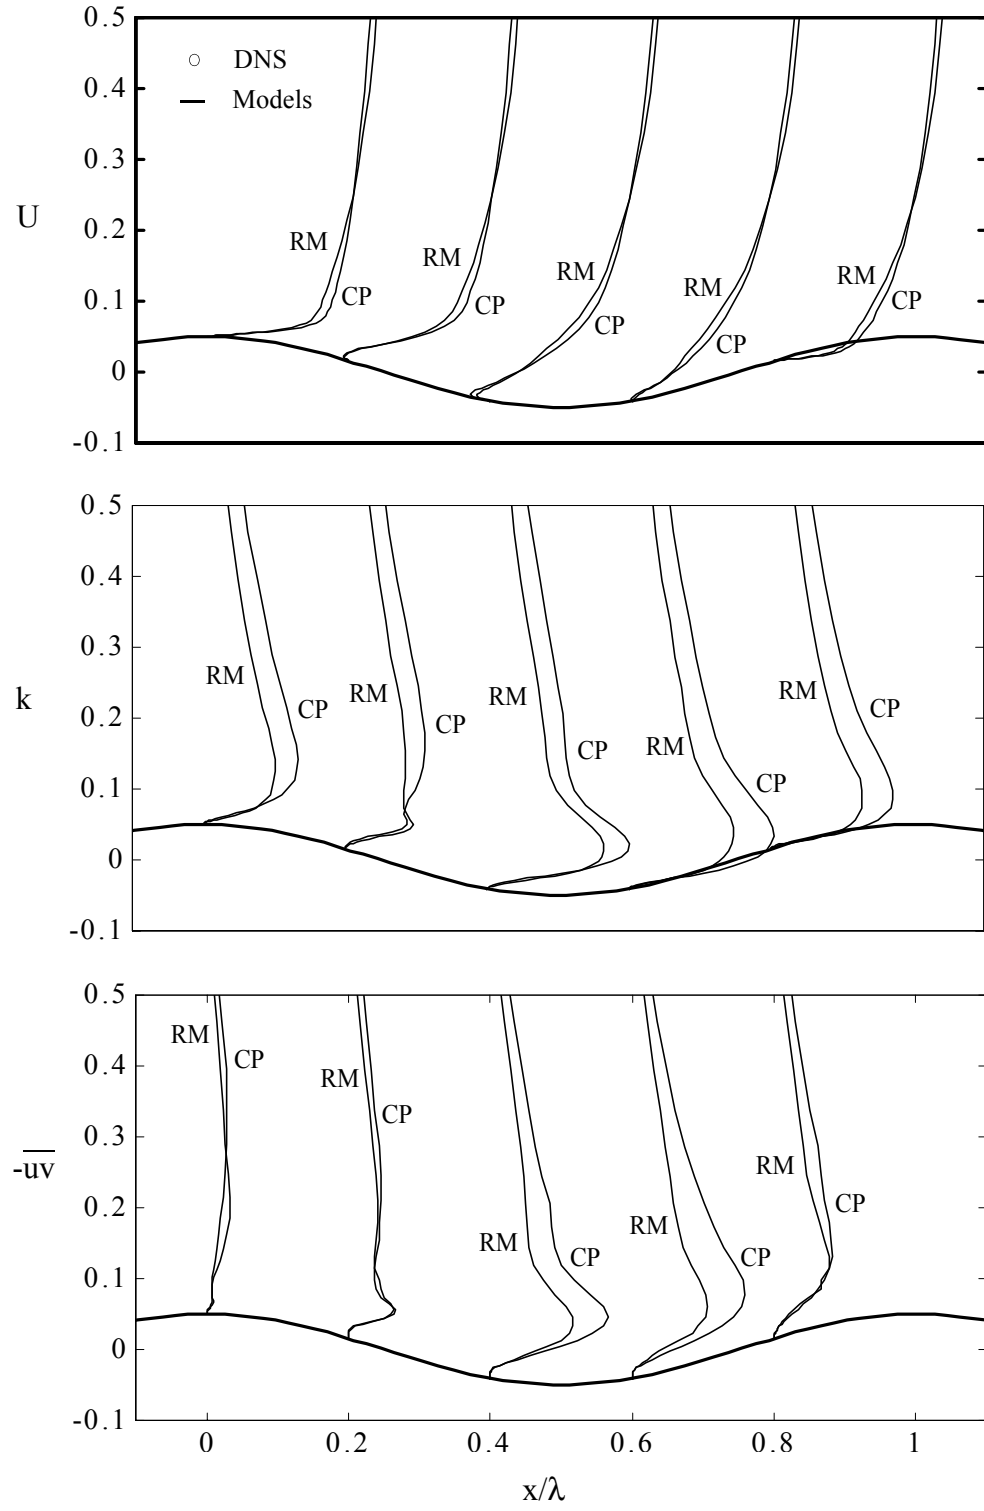 0.5
DNS
0.4
Models
0.3
U
0.2
RM
RM
RM
RM
RM
0.1
CP
CP
CP
CP
CP
0
-0.1
0.5
0.4
0.3
k
RM
RM
RM
RM
RM
0.2
CP
CP
CP
CP
CP
0.1
0
-0.1
0.5
RM
0.4
CP
RM
CP
0.3
-uv
RM
0.2
RM
RM
CP
CP
CP
0.1
0
-0.1
0 0.2 0.4 0.6 0.8 1
x/λ